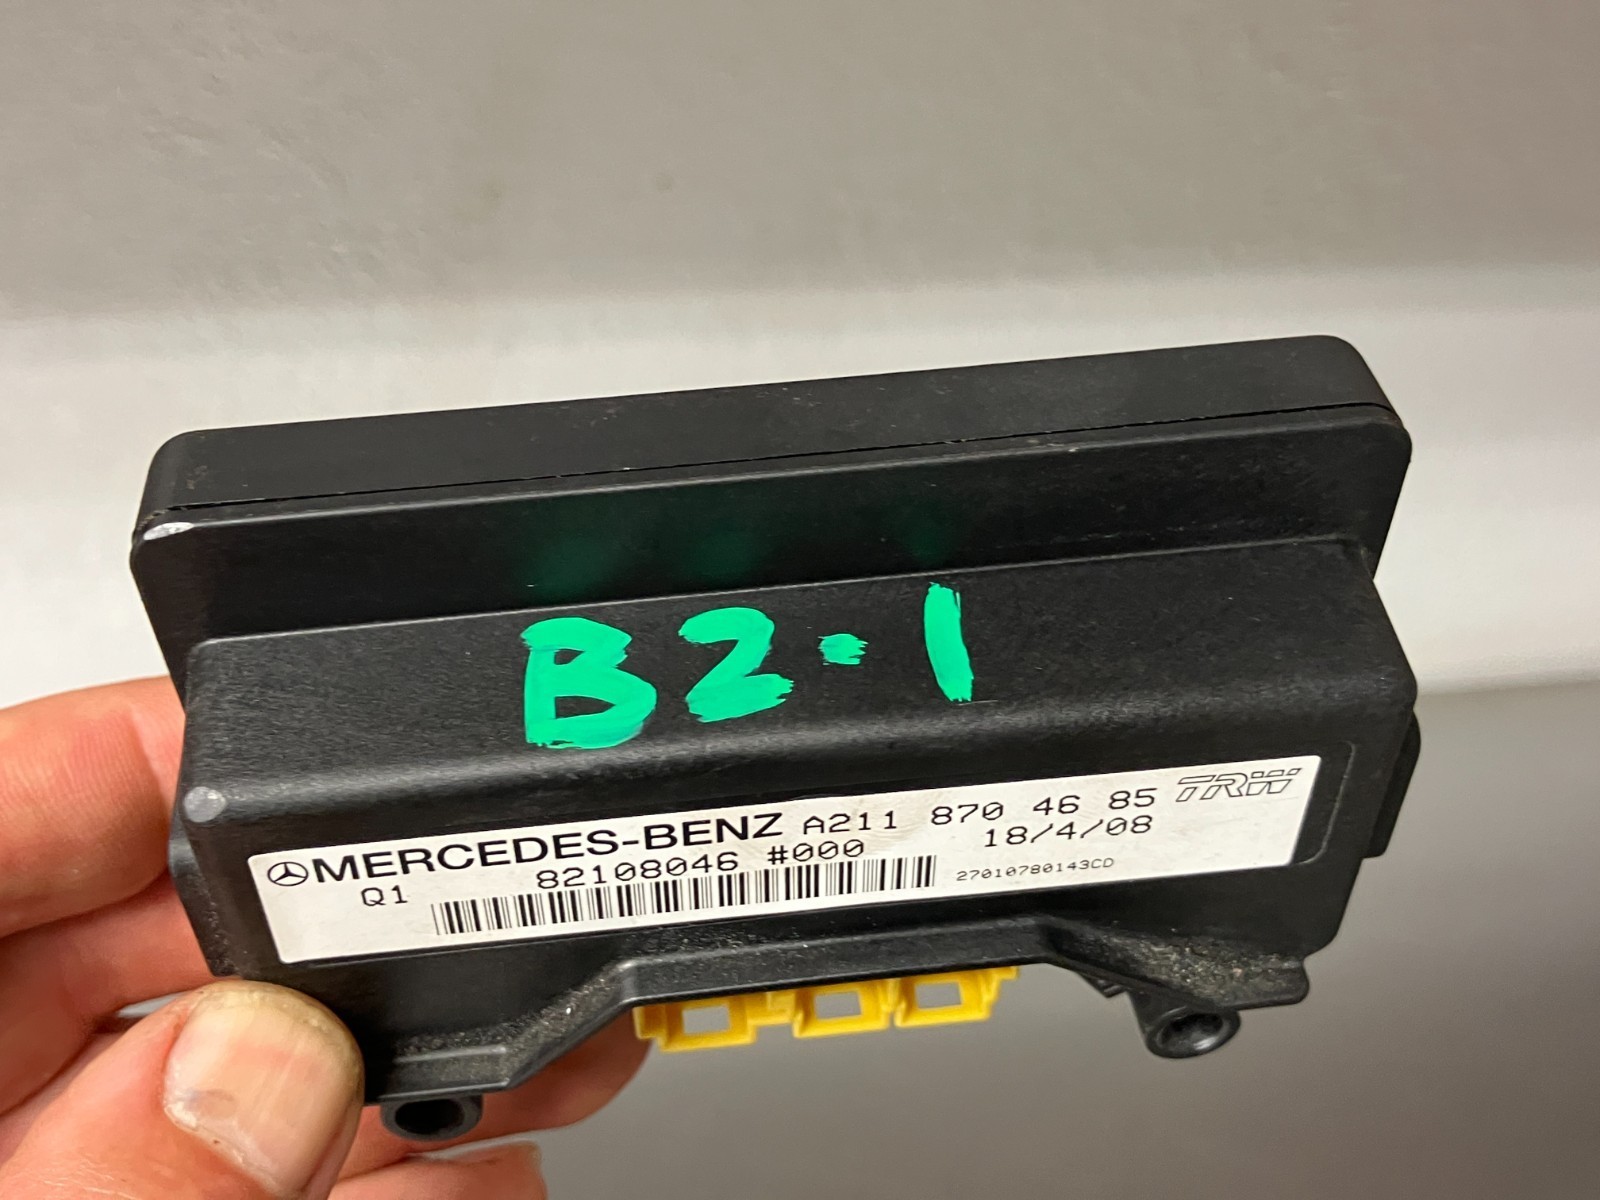 B2.1
MERCEDES-BENZ A211 870 46 85 TRW
Q1 82108046 #000 18/4/08
27010780143CD